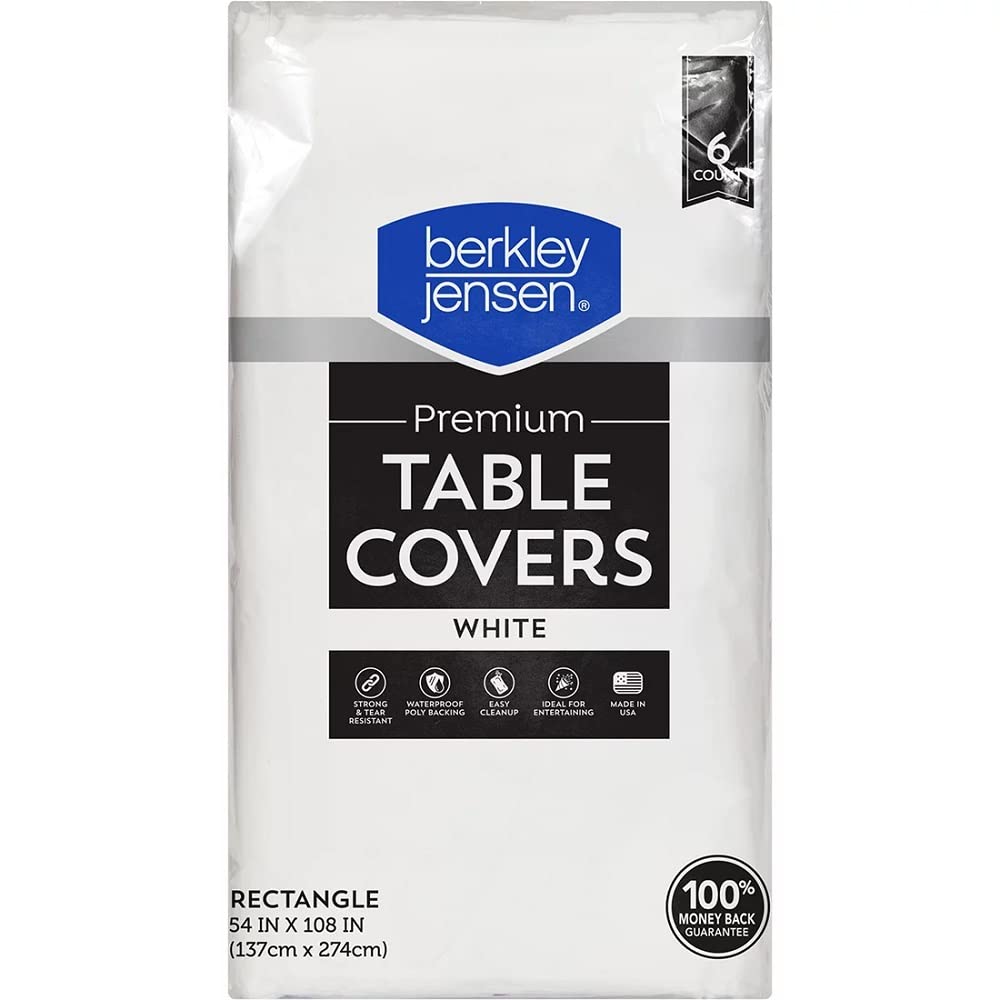 6
COUNT
berkley
jensen®
Premium
TABLE
COVERS
WHITE
STRONG
& TEAR
RESISTANT
WATERPROOF
POLY BACKING
EASY
CLEANUP
IDEAL FOR
ENTERTAINING
MADE IN
USA
RECTANGLE
54 IN X 108 IN
(137cm x 274cm)
100%
MONEY BACK
GUARANTEE